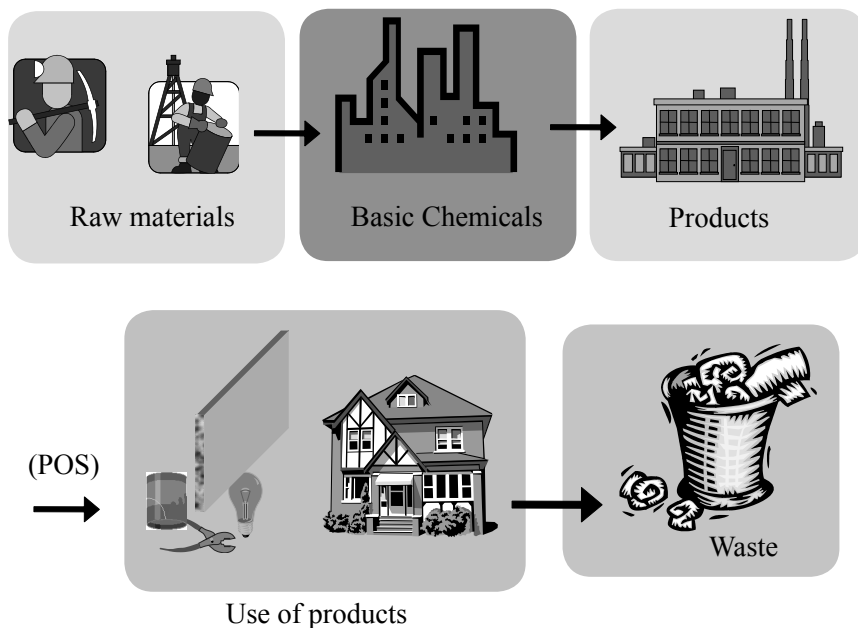 Raw materials
Basic Chemicals
Products
(POS)
Use of products
Waste